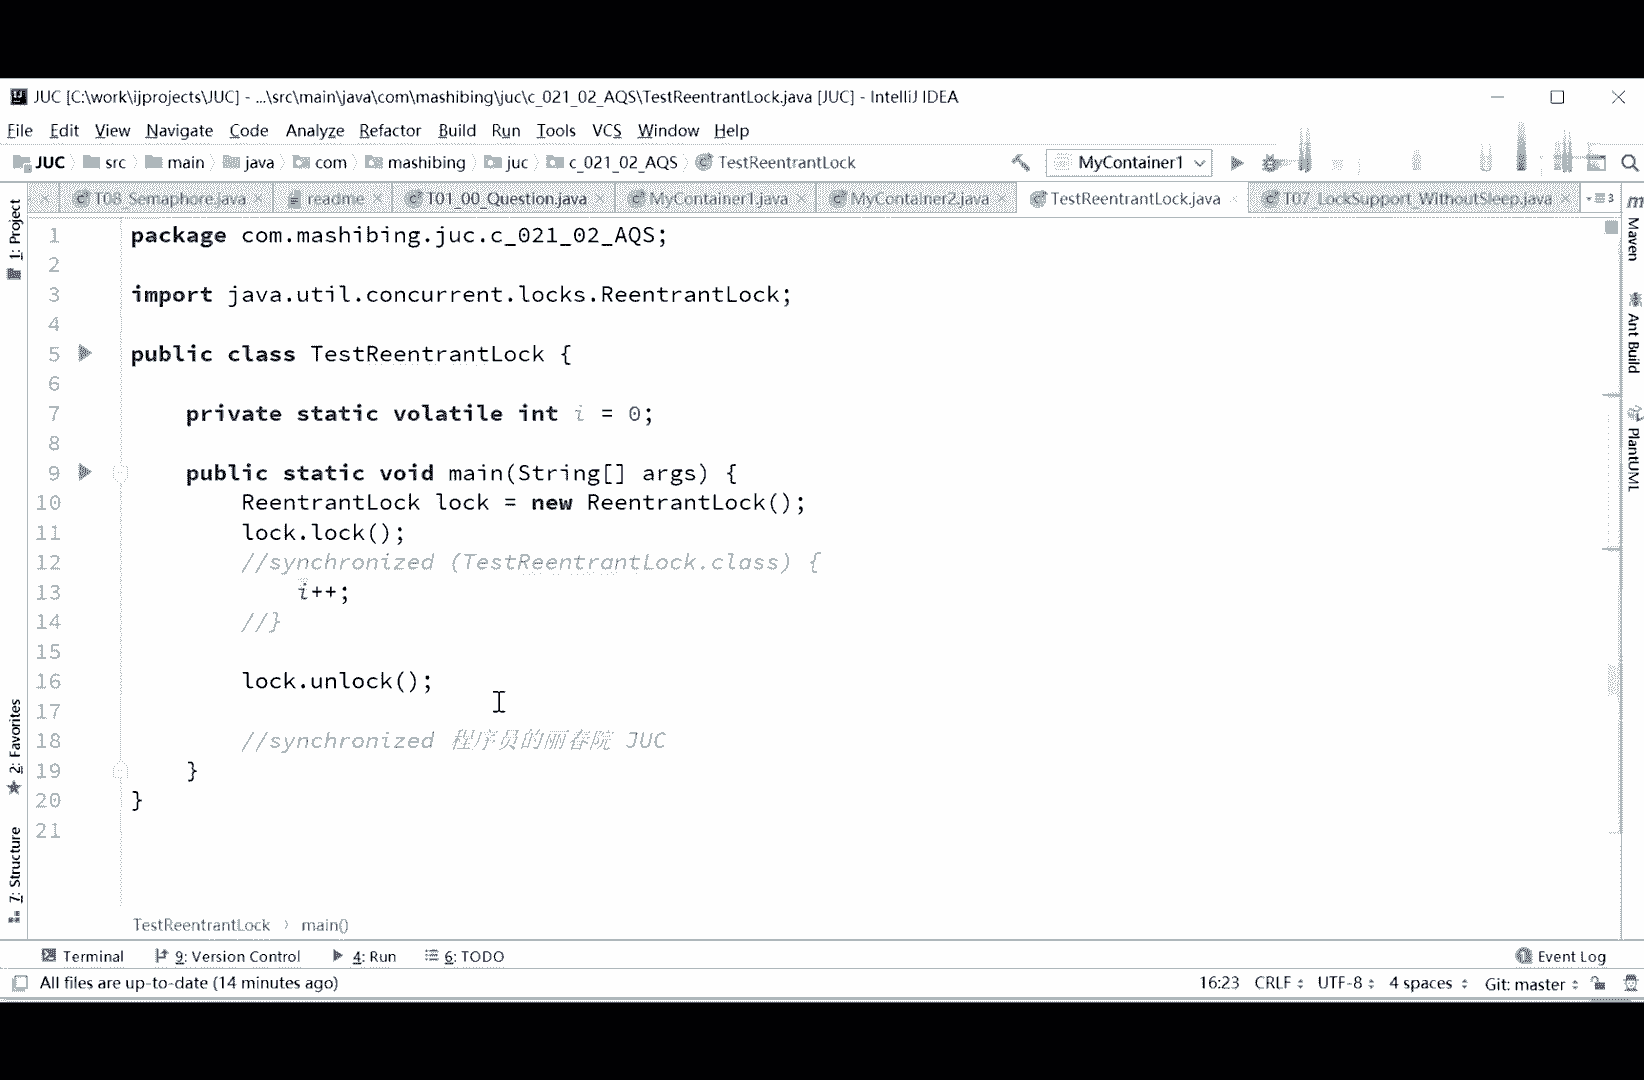 JUC [C:\work\ijprojects\JUC] - ...\src\main\java\com\mashibing\juc\c_021_02_AQS\TestReentrantLock.java [JUC] - IntelliJ IDEA
File Edit View Navigate Code Analyze Refactor Build Run Tools VCS Window Help
JUC src main java com mashibing juc c_021_02_AQS TestReentrantLock MyContainer1
T08_Semaphore.java readme T01_00_Question.java MyContainer1.java MyContainer2.java TestReentrantLock.java T07_LockSupport_WithoutSleep.java 3
1: Project
Maven
Ant Build
PlantUML
2: Favorites
7: Structure
1 package com.mashibing.juc.c_021_02_AQS;
2
3 import java.util.concurrent.locks.ReentrantLock;
4
5 public class TestReentrantLock {
6
7 private static volatile int i = 0;
8
9 public static void main(String[] args) {
10 ReentrantLock lock = new ReentrantLock();
11 lock.lock();
12 //synchronized (TestReentrantLock.class) {
13 i++;
14 //}
15
16 lock.unlock();
17
18 //synchronized 程序员的丽春院 JUC
19 }
20 }
21
TestReentrantLock main()
Terminal 9: Version Control 4: Run 6: TODO Event Log
All files are up-to-date (14 minutes ago) 16:23 CRLF UTF-8 4 spaces Git: master